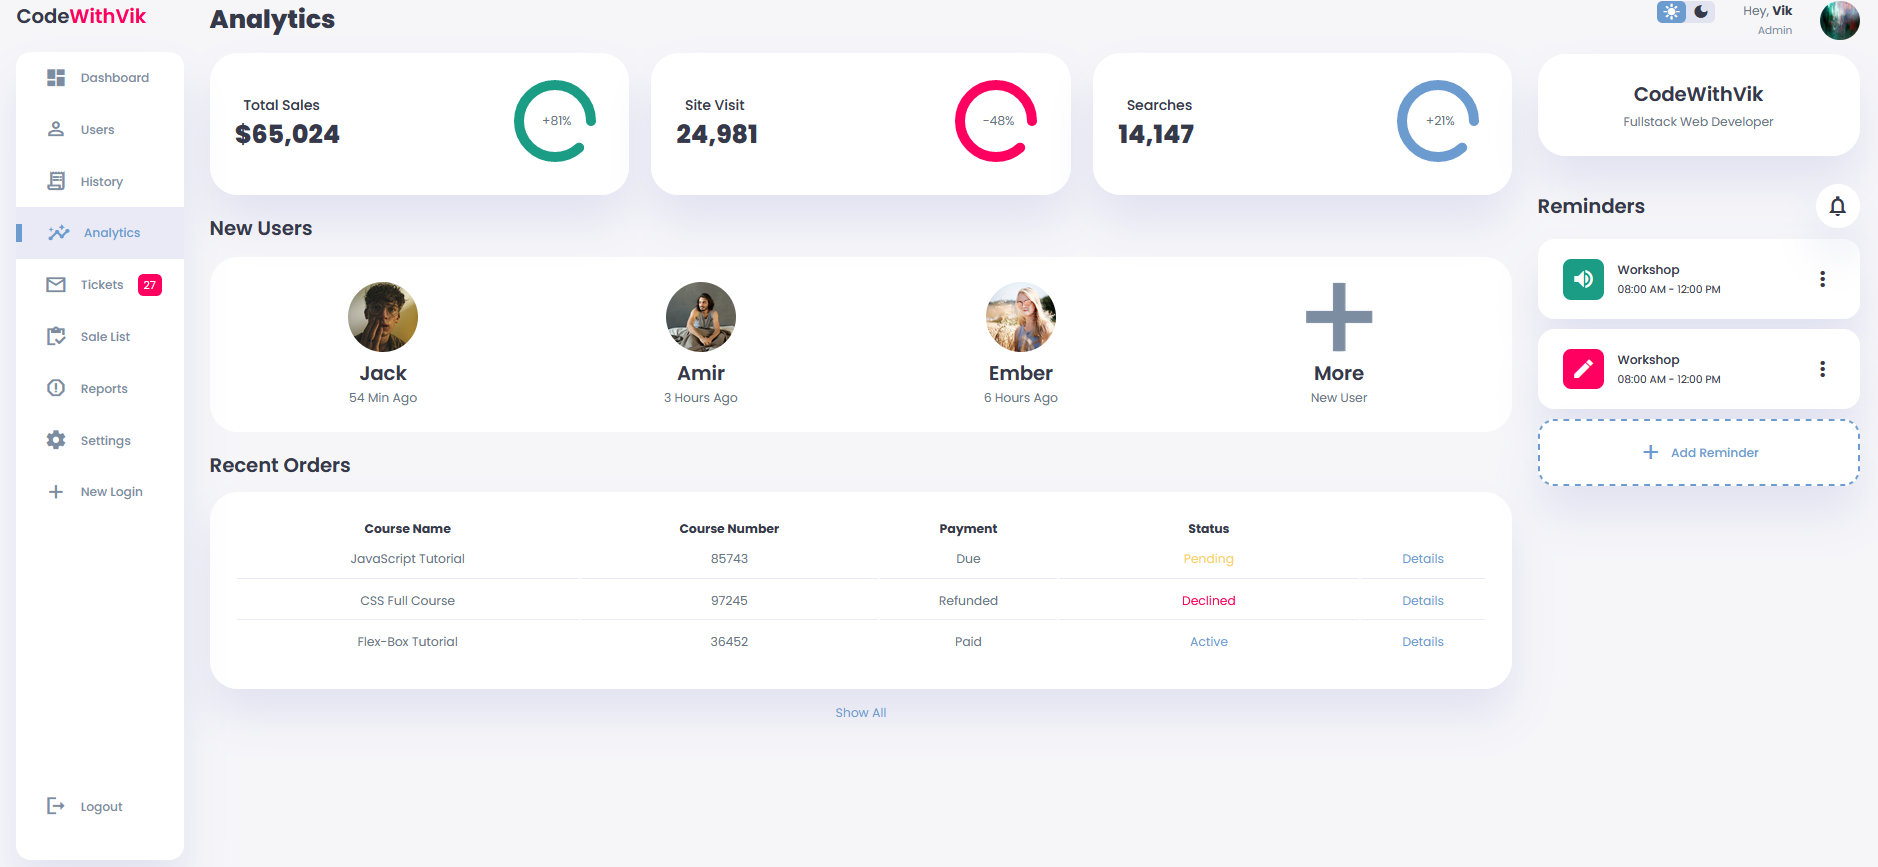 CodeWithVik
Dashboard
Users
History
Analytics
Tickets 27
Sale List
Reports
Settings
New Login
Logout
Analytics
Total Sales
$65,024
+81%
Site Visit
24,981
-48%
Searches
14,147
+21%
New Users
Jack
54 Min Ago
Amir
3 Hours Ago
Ember
6 Hours Ago
More
New User
Recent Orders
Course Name Course Number Payment Status
JavaScript Tutorial 85743 Due Pending Details
CSS Full Course 97245 Refunded Declined Details
Flex-Box Tutorial 36452 Paid Active Details
Show All
Hey, Vik
Admin
CodeWithVik
Fullstack Web Developer
Reminders
Workshop
08:00 AM - 12:00 PM
Workshop
08:00 AM - 12:00 PM
Add Reminder